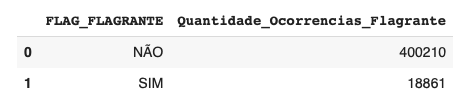 FLAG_FLAGRANTE Quantidade_Ocorrencias_Flagrante
0 NÃO 400210
1 SIM 18861